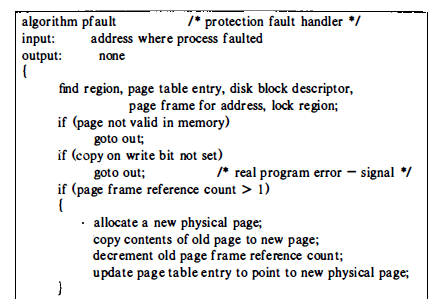 algorithm pfault /* protection fault handler */
input: address where process faulted
output: none
{
find region, page table entry, disk block descriptor,
page frame for address, lock region;
if (page not valid in memory)
goto out;
if (copy on write bit not set)
goto out; /* real program error — signal */
if (page frame reference count > 1)
{
allocate a new physical page;
copy contents of old page to new page;
decrement old page frame reference count;
update page table entry to point to new physical page;
}